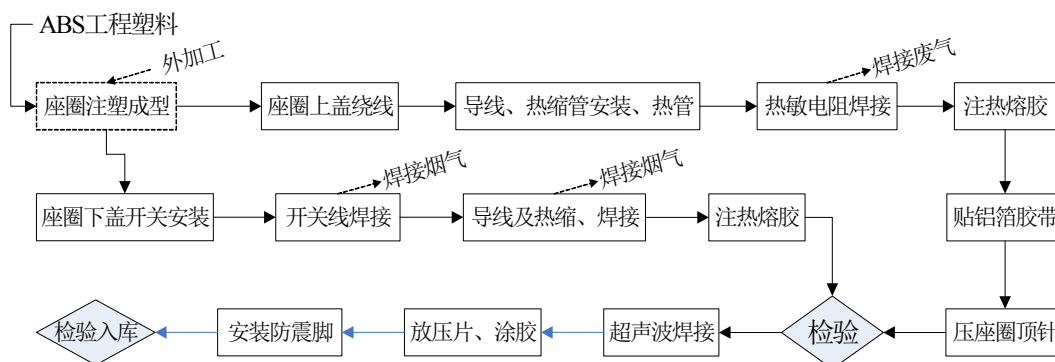 ABS工程塑料
外加工
焊接废气
座圈注塑成型
座圈上盖绕线
导线、热缩管安装、热管
热敏电阻焊接
注热熔胶
焊接烟气
焊接烟气
座圈下盖开关安装
开关线焊接
导线及热缩、焊接
注热熔胶
贴铝箔胶带
检验入库
安装防震脚
放压片、涂胶
超声波焊接
检验
压座圈顶针